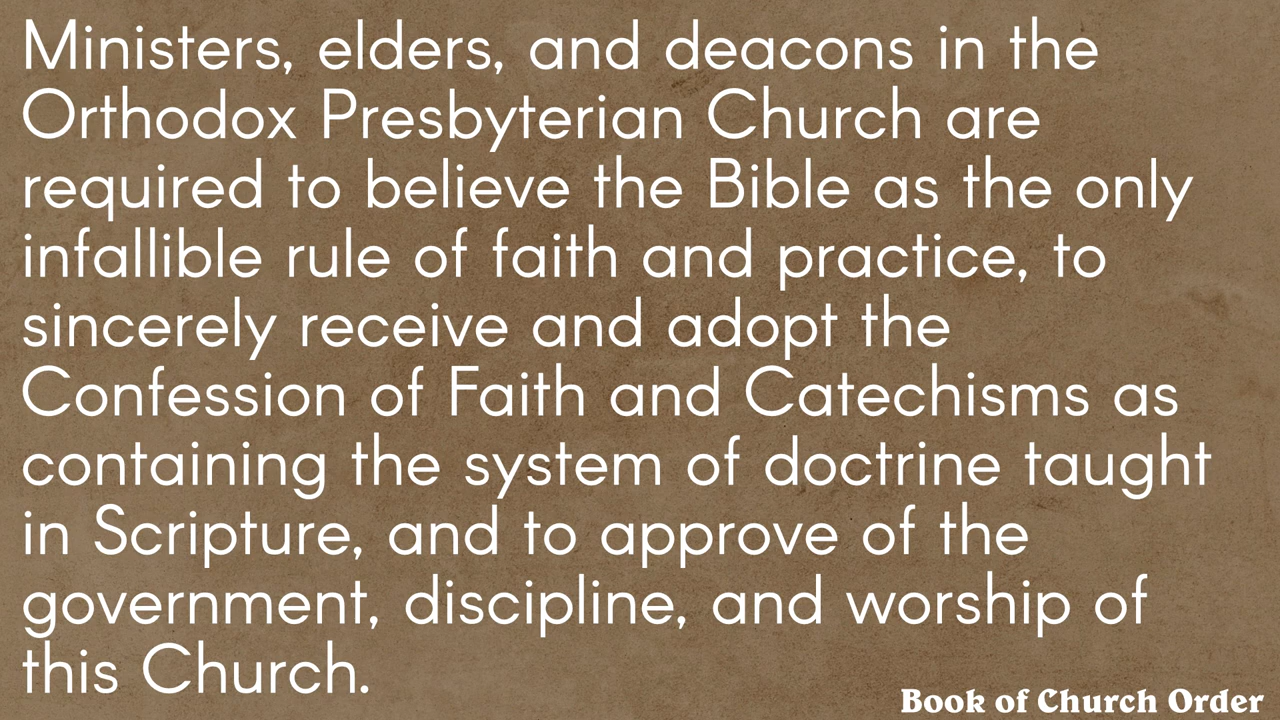 Ministers, elders, and deacons in the
Orthodox Presbyterian Church are
required to believe the Bible as the only
infallible rule of faith and practice, to
sincerely receive and adopt the
Confession of Faith and Catechisms as
containing the system of doctrine taught
in Scripture, and to approve of the
government, discipline, and worship of
this Church.
Book of Church Order